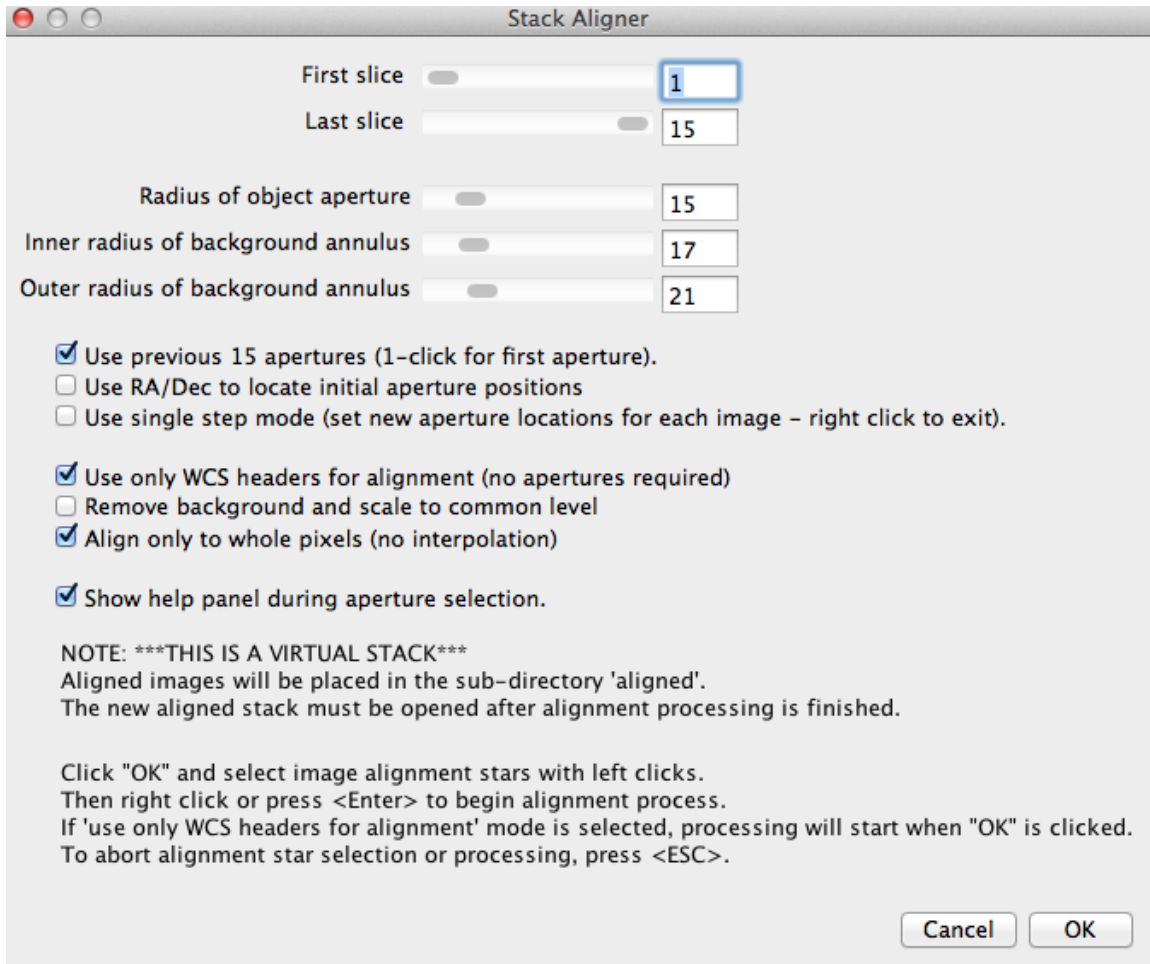 Stack Aligner
First slice 1
Last slice 15
Radius of object aperture 15
Inner radius of background annulus 17
Outer radius of background annulus 21
Use previous 15 apertures (1-click for first aperture).
Use RA/Dec to locate initial aperture positions
Use single step mode (set new aperture locations for each image - right click to exit).
Use only WCS headers for alignment (no apertures required)
Remove background and scale to common level
Align only to whole pixels (no interpolation)
Show help panel during aperture selection.
NOTE: ***THIS IS A VIRTUAL STACK***
Aligned images will be placed in the sub-directory 'aligned'.
The new aligned stack must be opened after alignment processing is finished.
Click "OK" and select image alignment stars with left clicks.
Then right click or press <Enter> to begin alignment process.
If 'use only WCS headers for alignment' mode is selected, processing will start when "OK" is clicked.
To abort alignment star selection or processing, press <ESC>.
Cancel OK